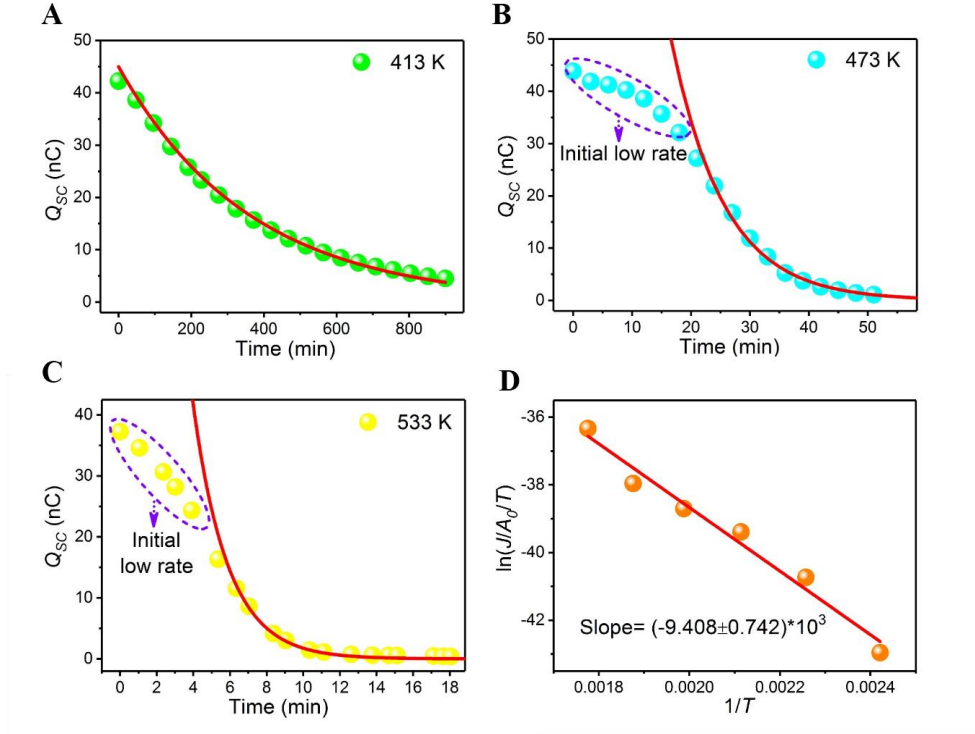 A
50
40
30
20
10
0
Q_SC (nC)
413 K
0 200 400 600 800
Time (min)
B
50
40
30
20
10
0
Q_SC (nC)
473 K
Initial low rate
0 10 20 30 40 50
Time (min)
C
40
30
20
10
0
Q_SC (nC)
533 K
Initial
low rate
0 2 4 6 8 10 12 14 16 18
Time (min)
D
-36
-38
-40
-42
ln(J/A₀/T)
Slope= (-9.408±0.742)*10³
0.0018 0.0020 0.0022 0.0024
1/T